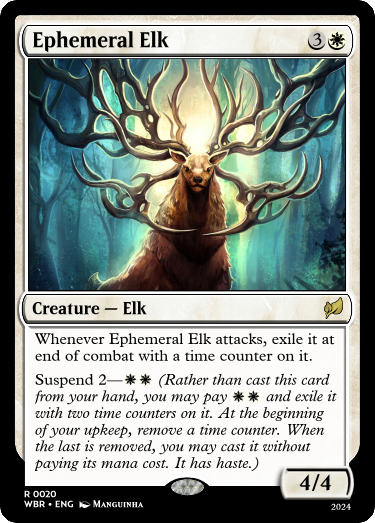 Ephemeral Elk 3
Creature — Elk
Whenever Ephemeral Elk attacks, exile it at
end of combat with a time counter on it.
Suspend 2— (Rather than cast this card
from your hand, you may pay and exile it
with two time counters on it. At the beginning
of your upkeep, remove a time counter. When
the last is removed, you may cast it without
paying its mana cost. It has haste.)
4/4
R 0020
WBR • ENG Manguinha
2024